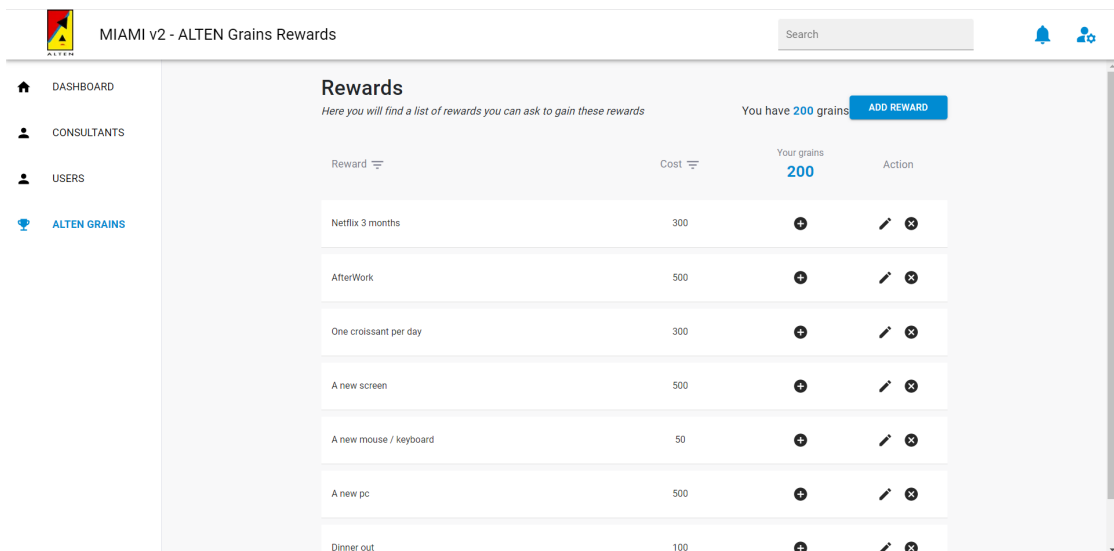 ALTEN
MIAMI v2 - ALTEN Grains Rewards
Search
DASHBOARD
CONSULTANTS
USERS
ALTEN GRAINS
Rewards
Here you will find a list of rewards you can ask to gain these rewards
You have 200 grains
ADD REWARD
Reward
Cost
Your grains
200
Action
Netflix 3 months 300
AfterWork 500
One croissant per day 300
A new screen 500
A new mouse / keyboard 50
A new pc 500
Dinner out 100